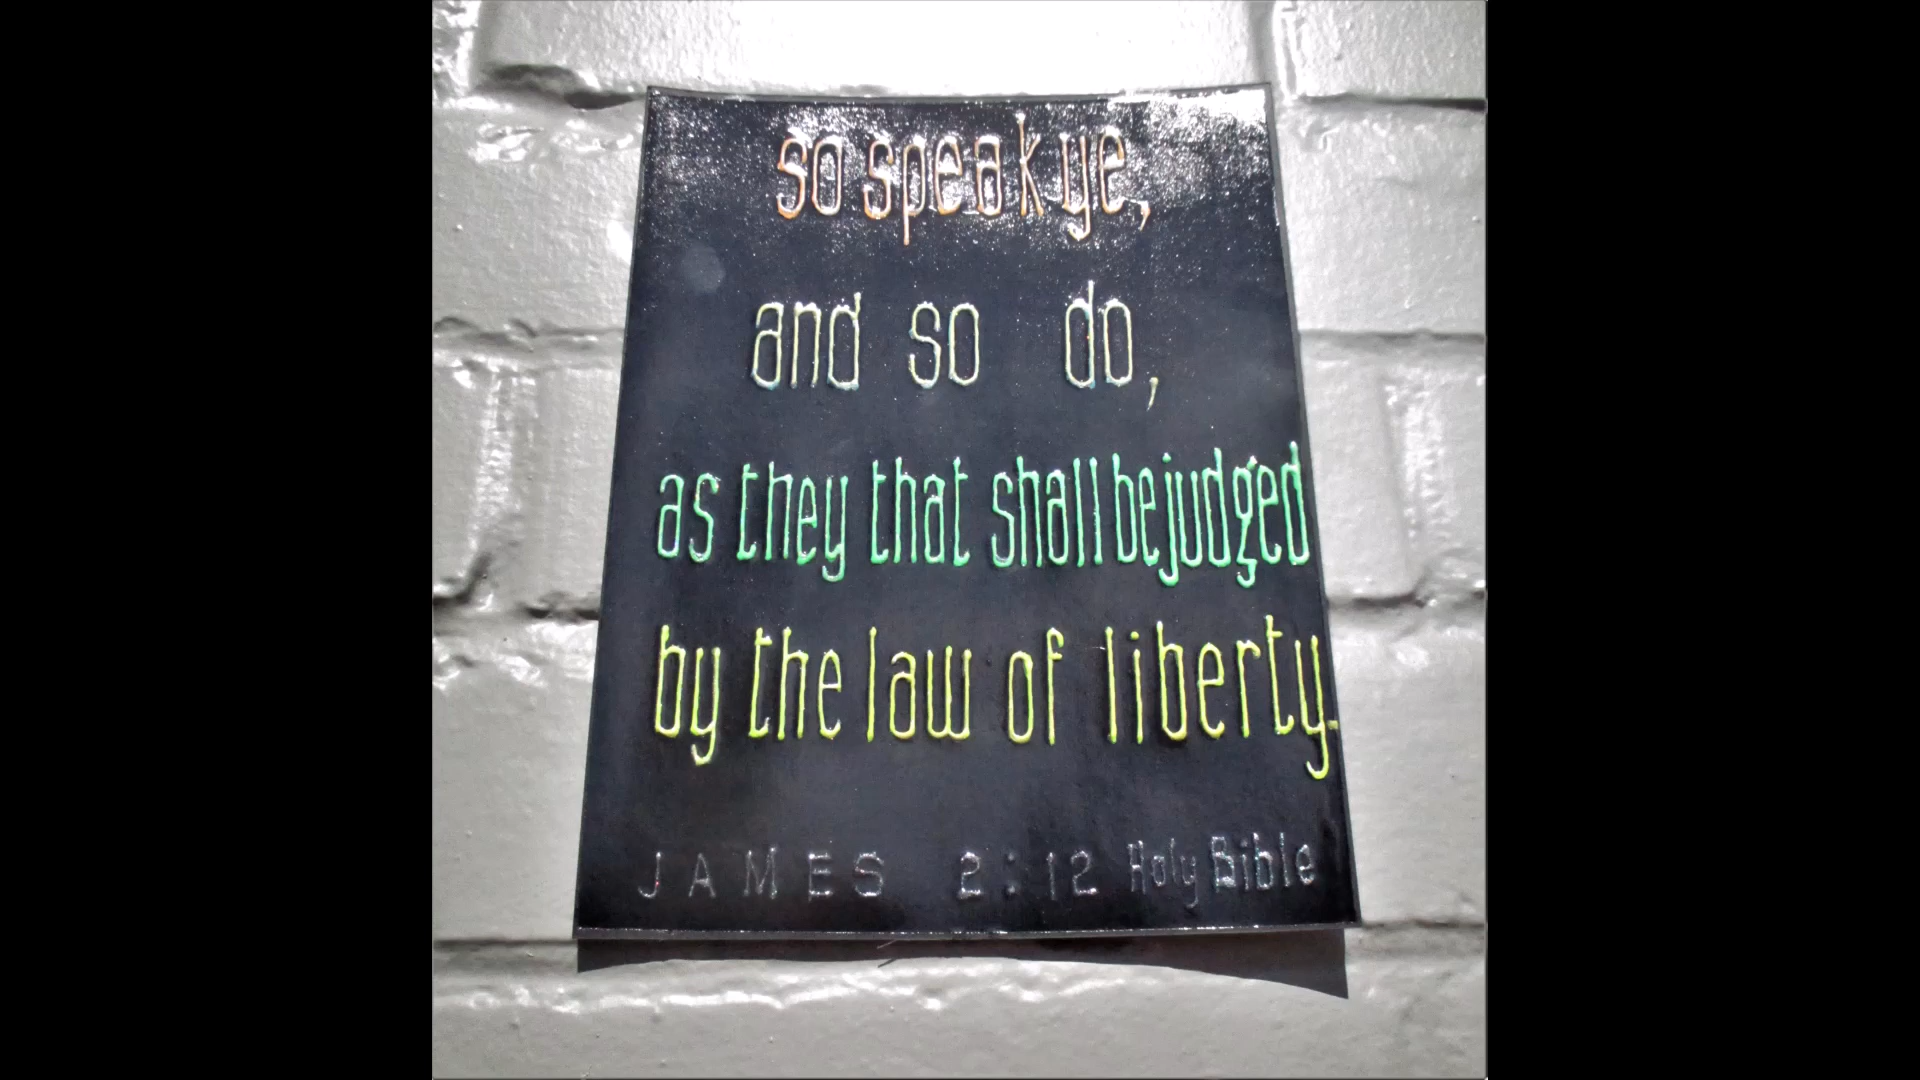 so speak ye,
and so do,
as they that shall be judged
by the law of liberty.
JAMES 2:12 Holy Bible